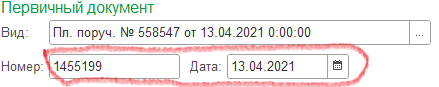 Первичный документ
Вид: Пл. поруч. № 558547 от 13.04.2021 0:00:00 ...
Номер: 1455199 Дата: 13.04.2021